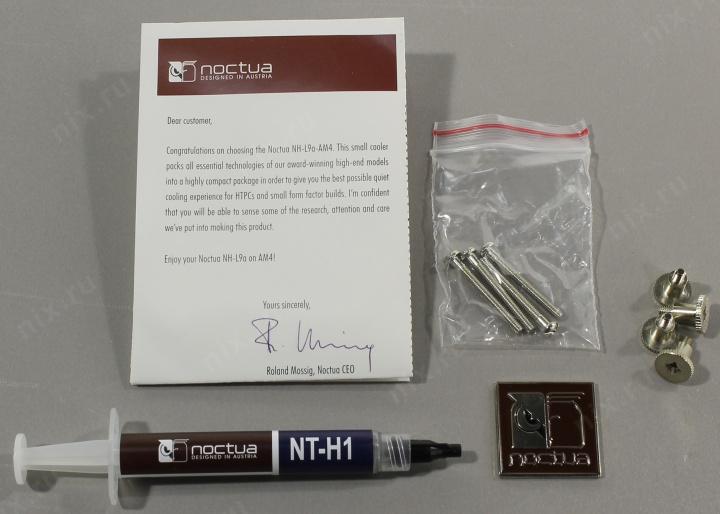 noctua
DESIGNED IN AUSTRIA
Dear customer,
Congratulations on choosing the Noctua NH-L9a-AM4. This small cooler
packs all essential technologies of our award-winning high-end models
into a highly compact package in order to give you the best possible quiet
cooling experience for HTPCs and small form factor builds. I'm confident
that you will be able to sense some of the research, attention and care
we've put into making this product.
Enjoy your Noctua NH-L9a on AM4!
Yours sincerely,
Roland Mossig, Noctua CEO
noctua
DESIGNED IN AUSTRIA
NT-H1
noctua
nix.ru